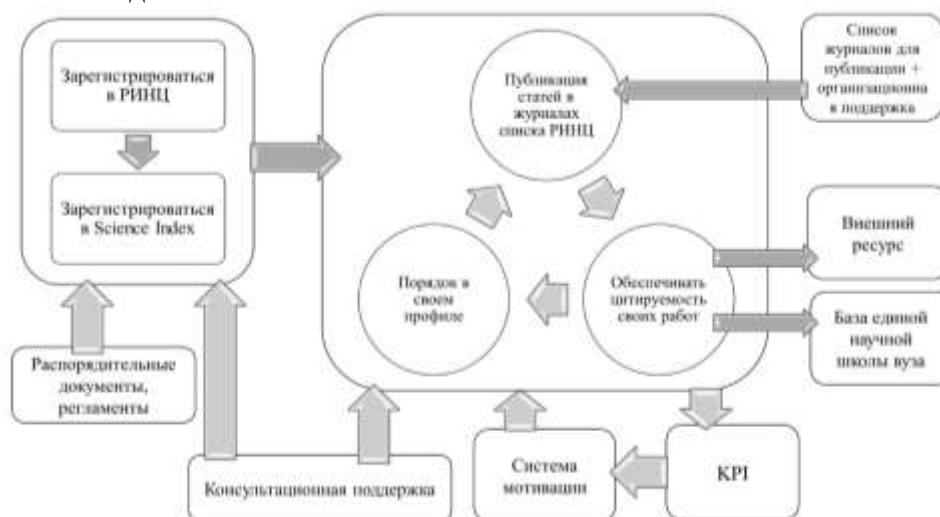 Зарегистрироваться
в РИНЦ
Зарегистрироваться
в Science Index
Публикация
статей в
журналах
списка РИНЦ
Порядок в
своем
профиле
Обеспечивать
цитируемость
своих работ
Список
журналов для
публикации +
организационна
я поддержка
Внешний
ресурс
База единой
научной
школы вуза
Распорядительные
документы,
регламенты
Консультационная поддержка
Система
мотивации
KPI